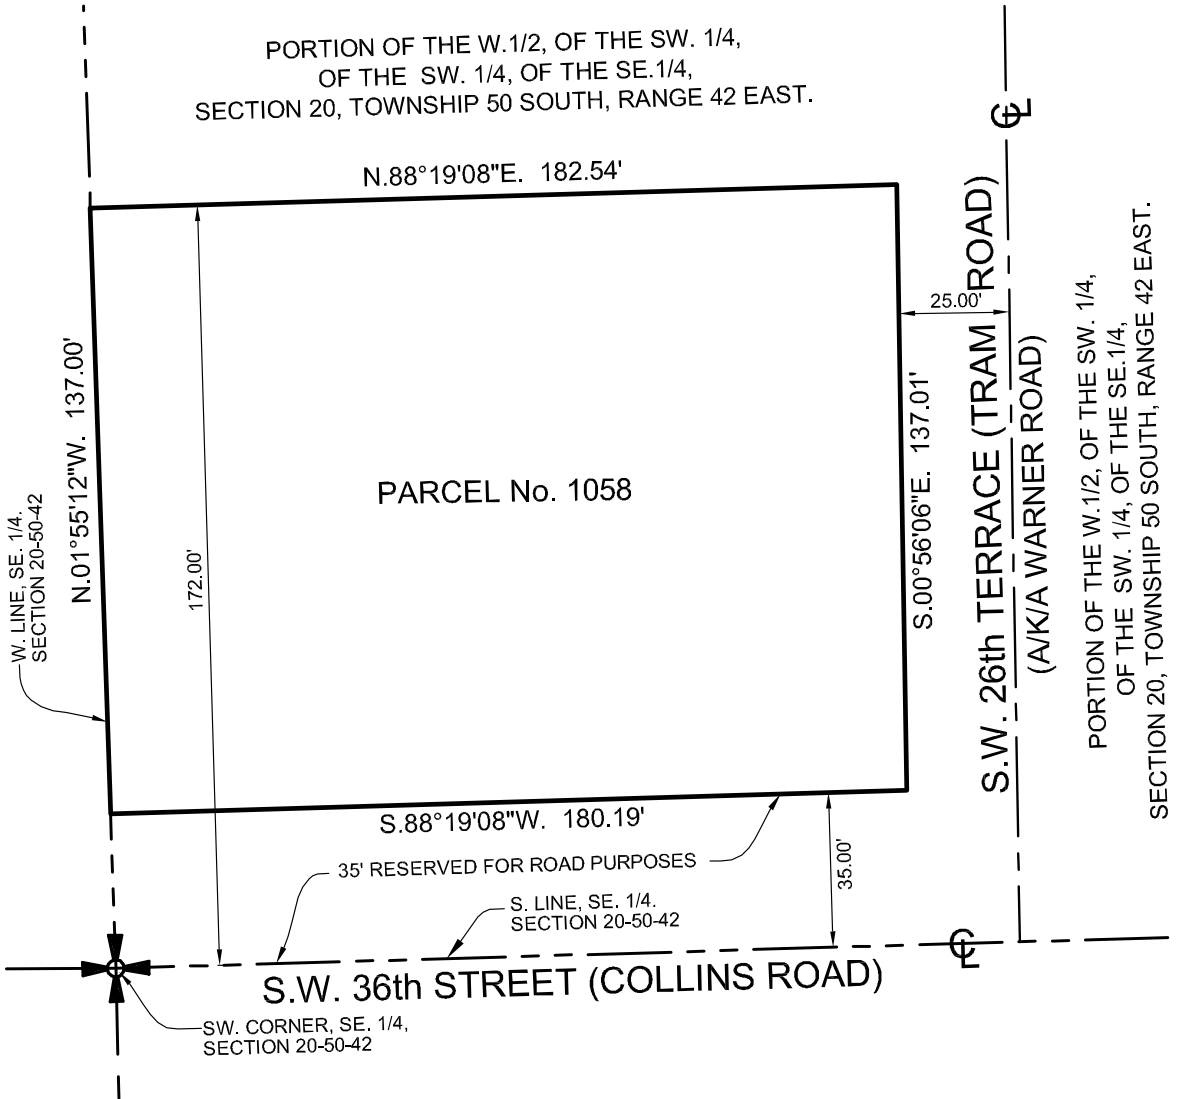 PORTION OF THE W.1/2, OF THE SW. 1/4,
OF THE SW. 1/4, OF THE SE.1/4,
SECTION 20, TOWNSHIP 50 SOUTH, RANGE 42 EAST.
N.88°19'08"E. 182.54'
℄
25.00'
S.W. 26th TERRACE (TRAM ROAD)
(A/K/A WARNER ROAD)
PORTION OF THE W.1/2, OF THE SW. 1/4,
OF THE SW. 1/4, OF THE SE.1/4,
SECTION 20, TOWNSHIP 50 SOUTH, RANGE 42 EAST.
N.01°55'12"W. 137.00'
W. LINE, SE. 1/4.
SECTION 20-50-42
172.00'
PARCEL No. 1058
S.00°56'06"E. 137.01'
S.88°19'08"W. 180.19'
35' RESERVED FOR ROAD PURPOSES
35.00'
S. LINE, SE. 1/4.
SECTION 20-50-42
℄
S.W. 36th STREET (COLLINS ROAD)
SW. CORNER, SE. 1/4,
SECTION 20-50-42